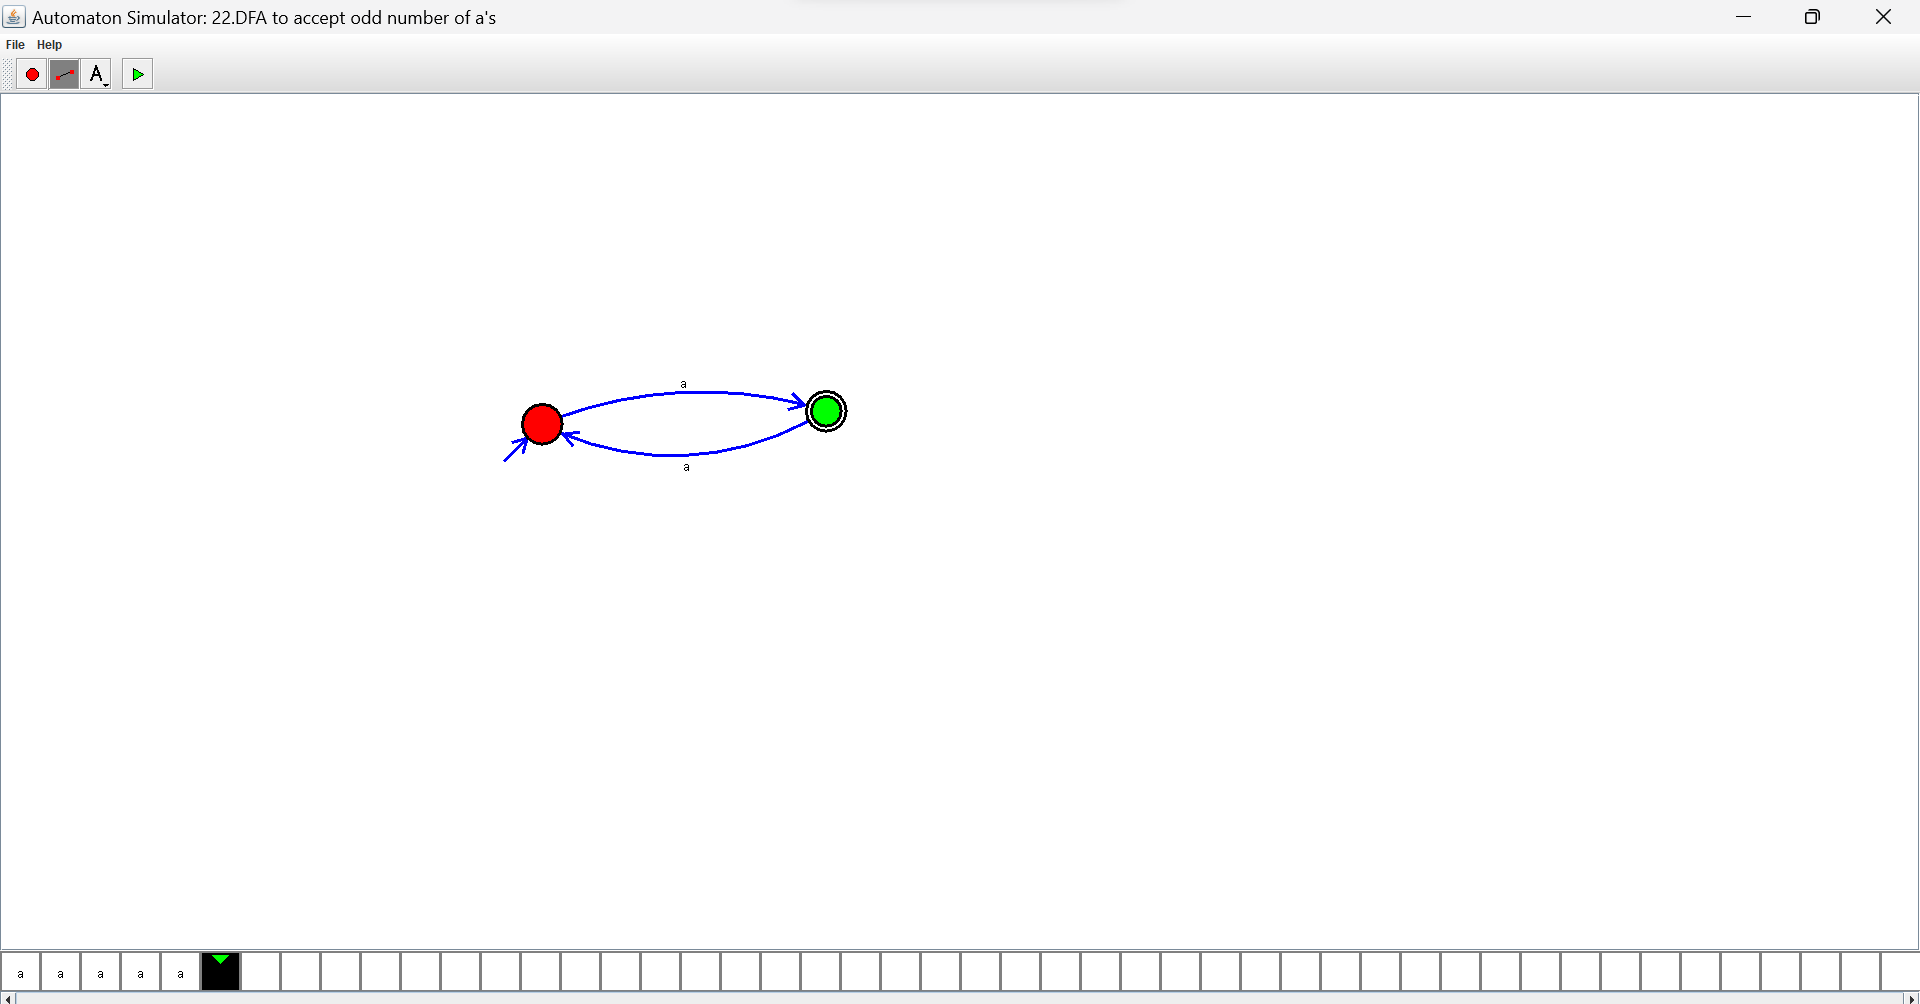 Automaton Simulator: 22.DFA to accept odd number of a's
File Help
A
a
a
a a a a a